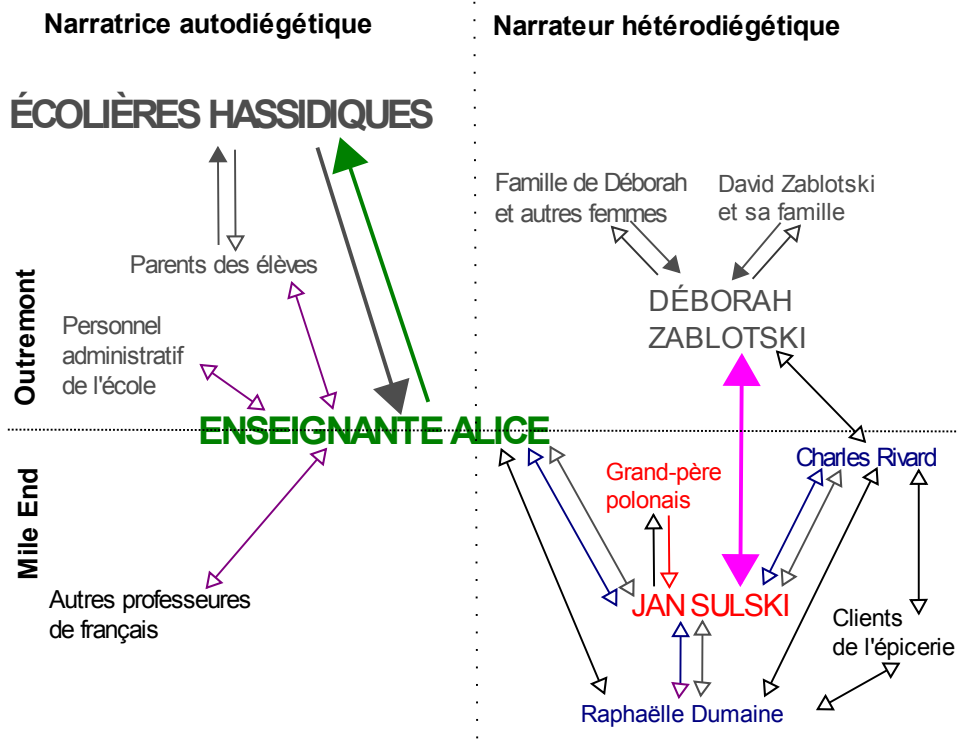 Narratrice autodiégétique
Narrateur hétérodiégétique
ÉCOLIÈRES HASSIDIQUES
Famille de Déborah
et autres femmes
David Zablotski
et sa famille
Outremont
Parents des élèves
DÉBORAH
ZABLOTSKI
Personnel
administratif
de l'école
ENSEIGNANTE ALICE
Mile End
Grand-père
polonais
Charles Rivard
Autres professeures
de français
JAN SULSKI
Clients
de l'épicerie
Raphaëlle Dumaine